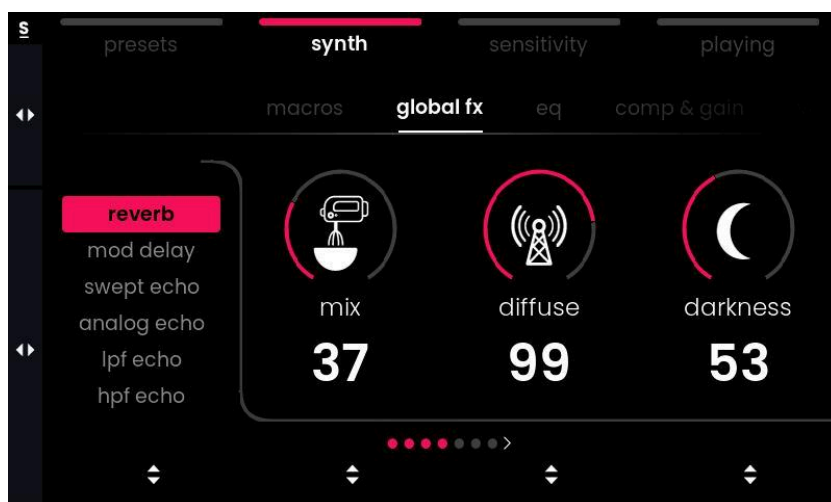 S
presets synth sensitivity playing
macros global fx eq comp & gain
reverb
mod delay
swept echo
analog echo
lpf echo
hpf echo
mix diffuse darkness
37 99 53